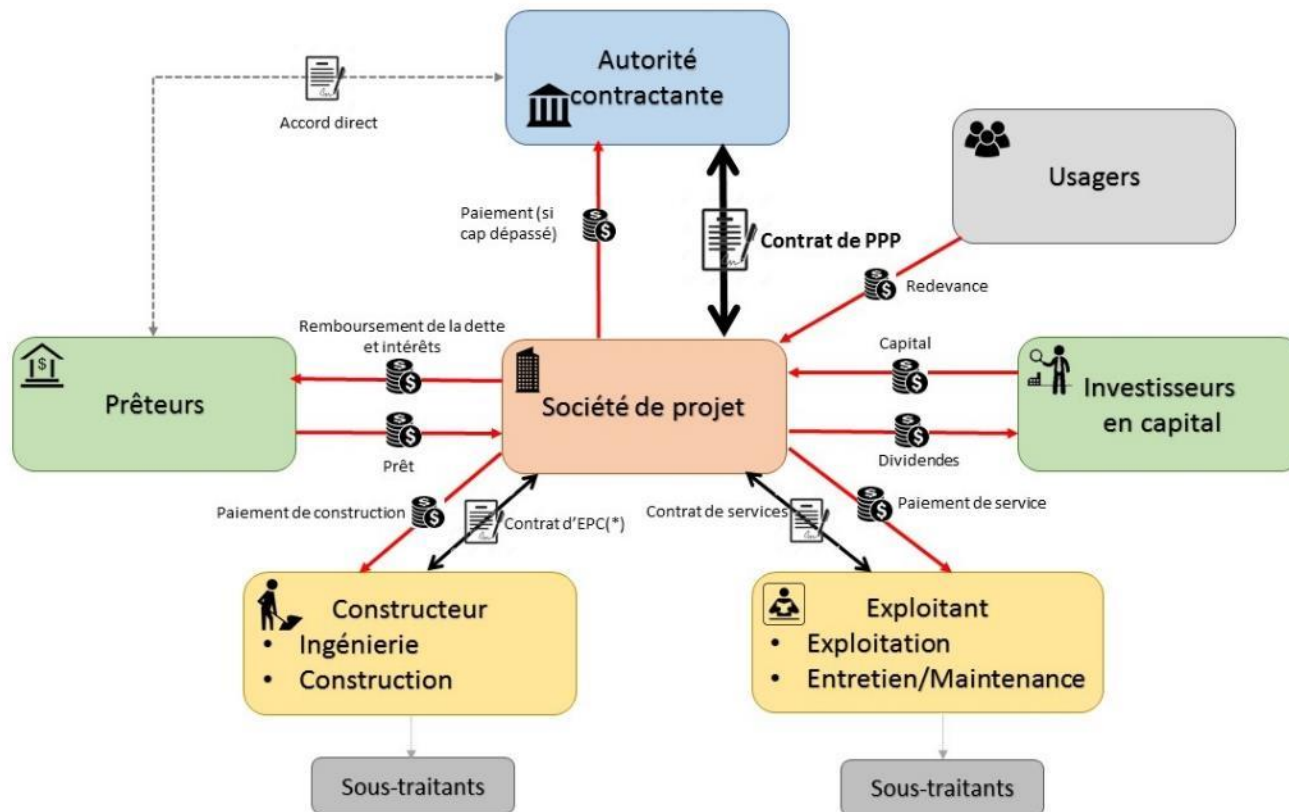 Autorité
contractante
Accord direct
Usagers
Paiement (si
cap dépassé)
Contrat de PPP
Redevance
Remboursement de la dette
et intérêts
Capital
Prêteurs
Société de projet
Investisseurs
en capital
Prêt
Dividendes
Paiement de construction
Contrat d'EPC(*)
Contrat de services
Paiement de service
Constructeur
• Ingénierie
• Construction
Exploitant
• Exploitation
• Entretien/Maintenance
Sous-traitants
Sous-traitants